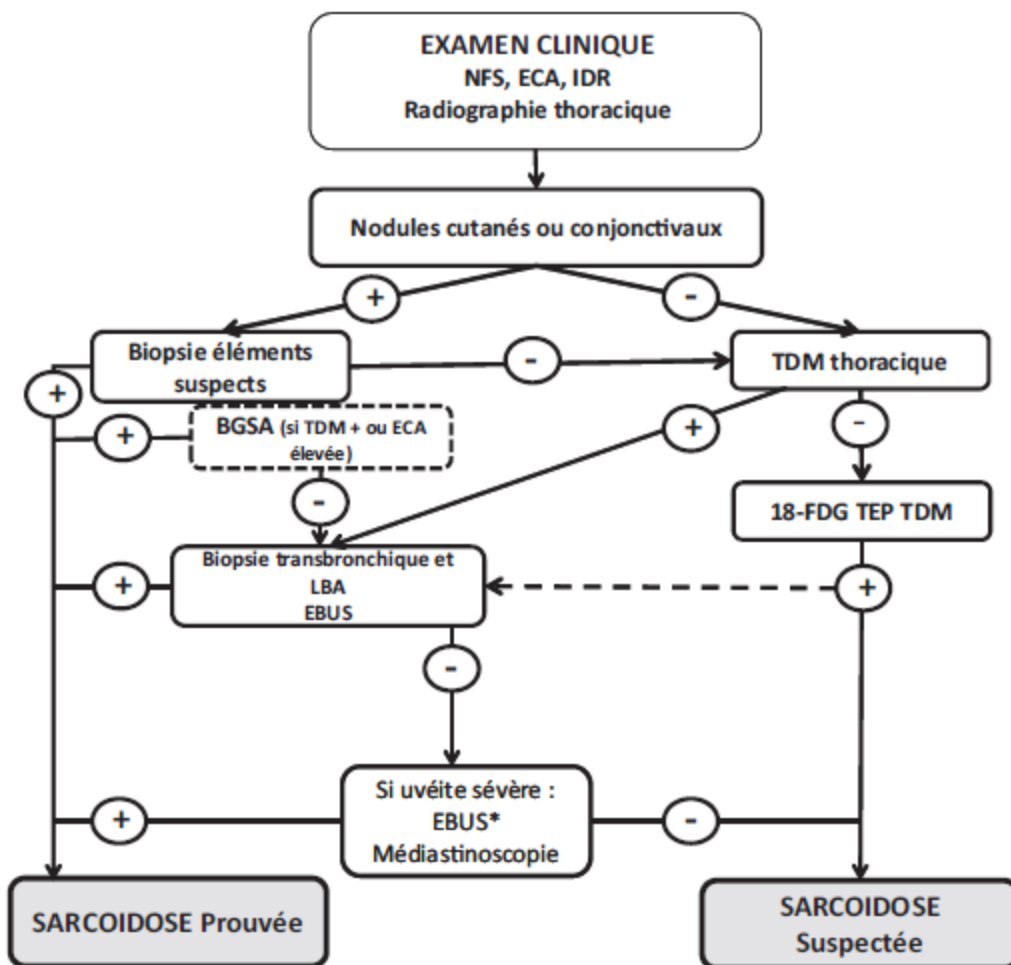 EXAMEN CLINIQUE
NFS, ECA, IDR
Radiographie thoracique
Nodules cutanés ou conjonctivaux
+
-
Biopsie éléments
suspects
-
TDM thoracique
+
+
BGSA (si TDM + ou ECA
élevée)
+
-
-
18-FDG TEP TDM
Biopsie transbronchique et
LBA
EBUS
+
+
-
Si uvéite sévère :
EBUS*
Médiastinoscopie
+
-
SARCOIDOSE Prouvée
SARCOIDOSE
Suspectée